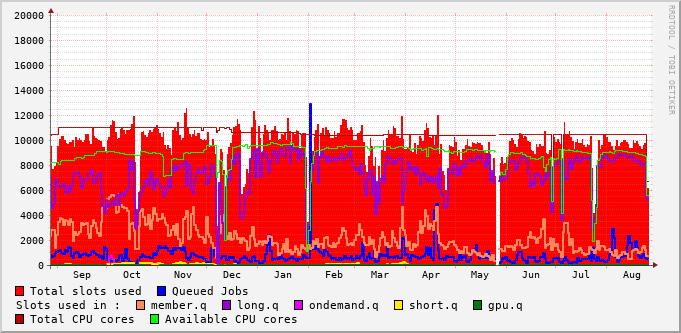 20000
18000
16000
14000
12000
10000
8000
6000
4000
2000
0
Sep Oct Nov Dec Jan Feb Mar Apr May Jun Jul Aug
RRDTOOL / TOBI OETIKER
Total slots used Queued Jobs
Slots used in : member.q long.q ondemand.q short.q gpu.q
Total CPU cores Available CPU cores